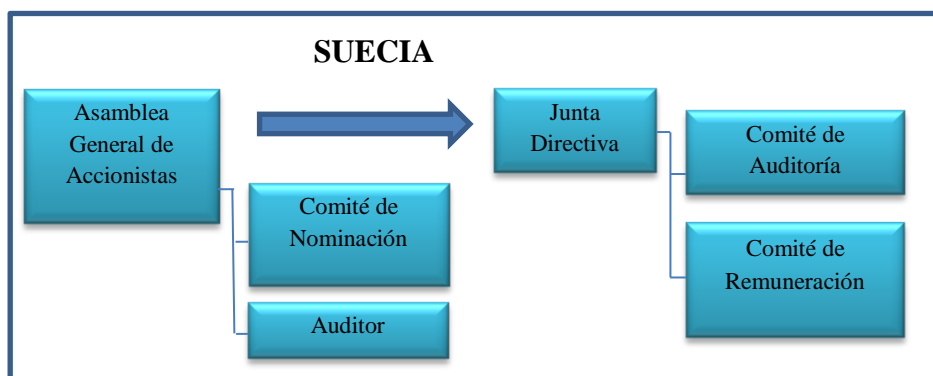 SUECIA
Asamblea
General de
Accionistas
Comité de
Nominación
Auditor
Junta
Directiva
Comité de
Auditoría
Comité de
Remuneración